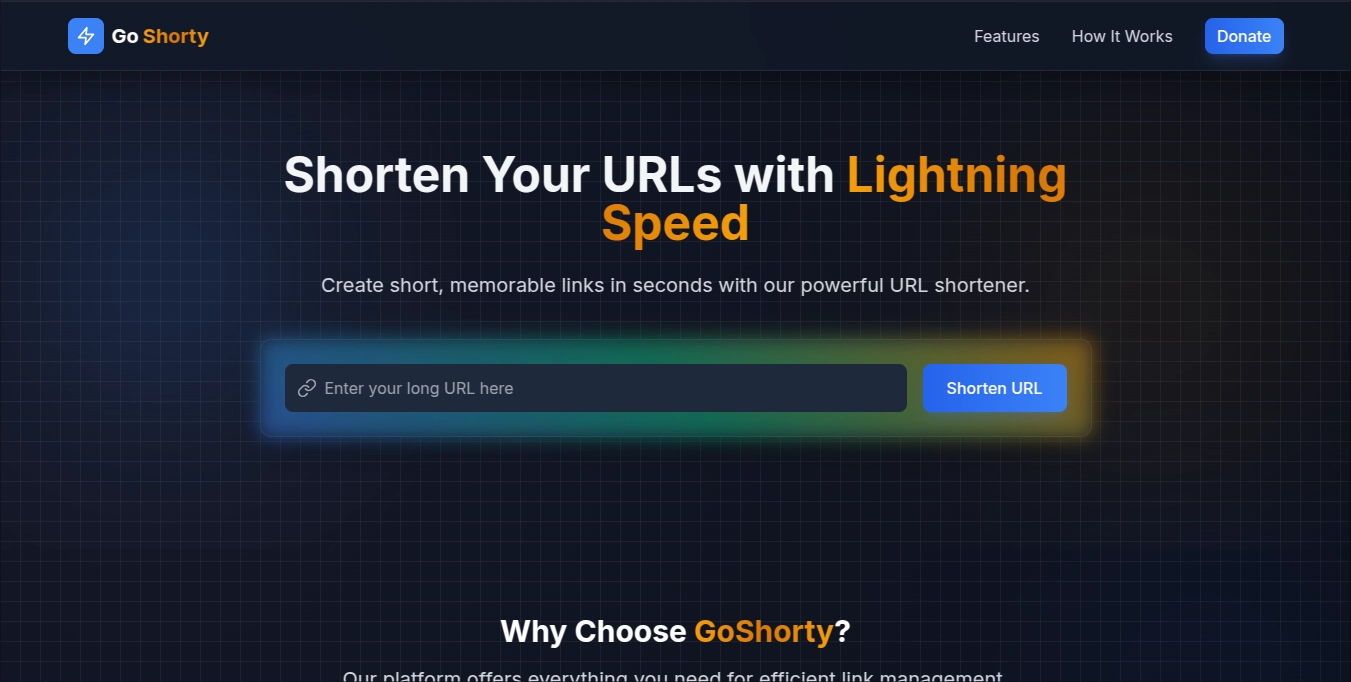 Go Shorty
Features
How It Works
Donate
Shorten Your URLs with Lightning
Speed
Create short, memorable links in seconds with our powerful URL shortener.
Enter your long URL here
Shorten URL
Why Choose GoShorty?
Our platform offers everything you need for efficient link management